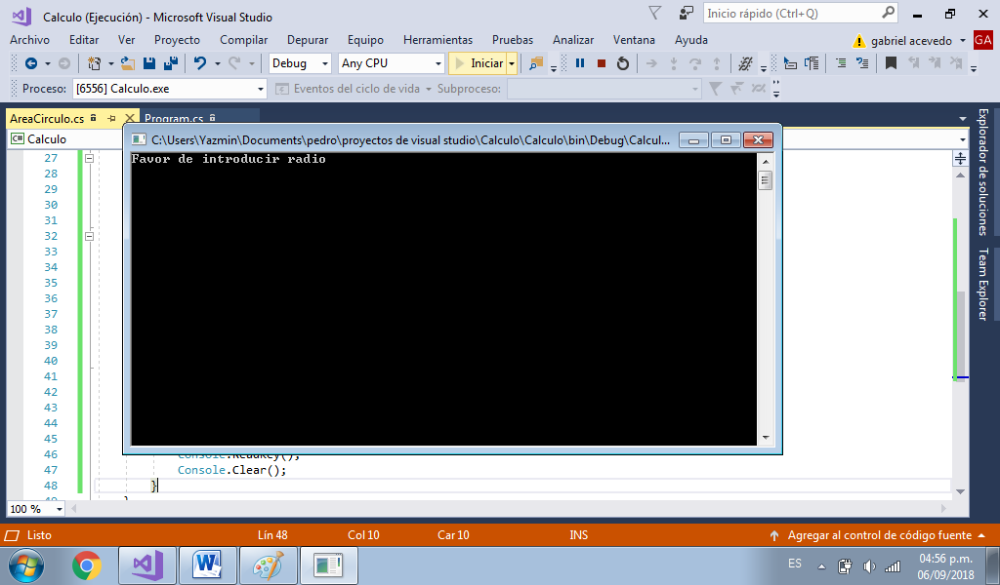 Calculo (Ejecución) - Microsoft Visual Studio
Inicio rápido (Ctrl+Q)
Archivo Editar Ver Proyecto Compilar Depurar Equipo Herramientas Pruebas Analizar Ventana Ayuda
gabriel acevedo GA
Debug Any CPU Iniciar
Proceso: [6556] Calculo.exe Eventos del ciclo de vida Subproceso:
AreaCirculo.cs Program.cs
C# Calculo
C:\Users\Yazmin\Documents\pedro\proyectos de visual studio\Calculo\Calculo\bin\Debug\Calcul...
Favor de introducir radio
Explorador de soluciones
Team Explorer
27
28
29
30
31
32
33
34
35
36
37
38
39
40
41
42
43
44
45
46 Console.ReadKey();
47 Console.Clear();
48 }
49 }
100 %
Listo Lín 48 Col 10 Car 10 INS Agregar al control de código fuente
ES 04:56 p.m.
06/09/2018